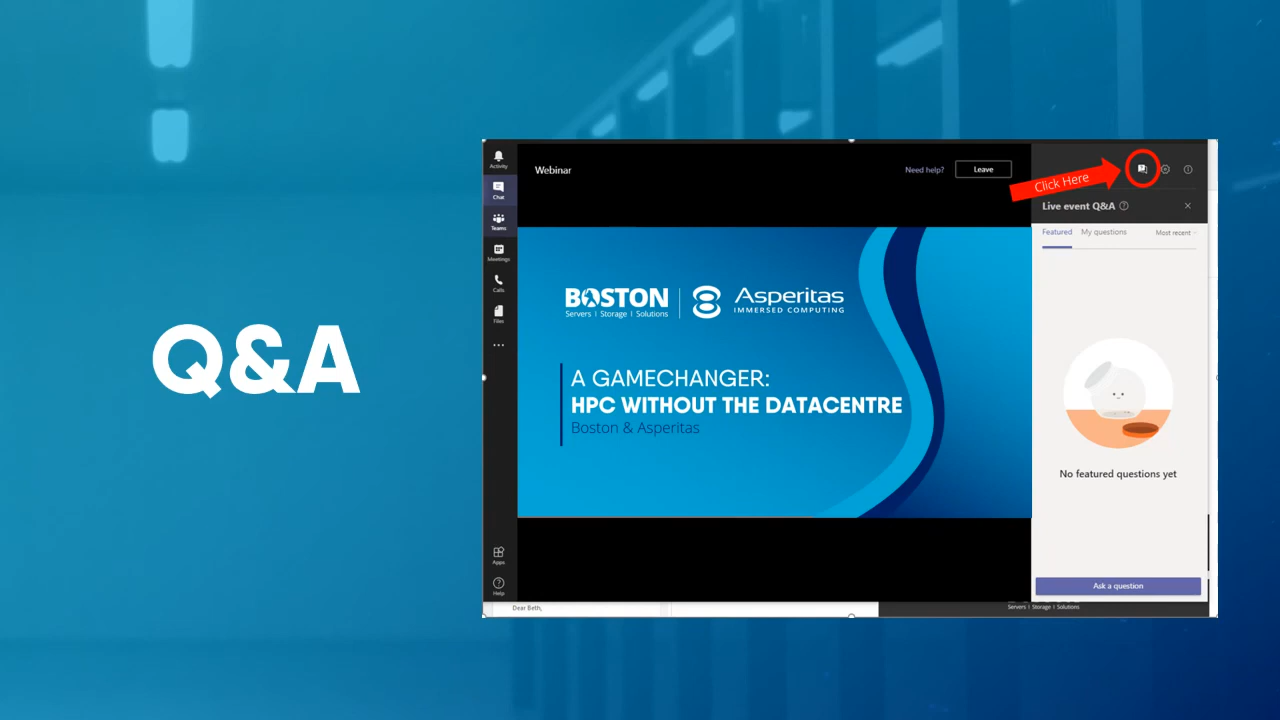 Q&A
Activity
Chat
Teams
Meetings
Calls
Files
Apps
Help
Webinar
Need help?
Leave
Click Here
Live event Q&A
Featured My questions Most recent
BOSTON
Servers | Storage | Solutions
Asperitas
IMMERSED COMPUTING
A GAMECHANGER:
HPC WITHOUT THE DATACENTRE
Boston & Asperitas
No featured questions yet
Ask a question
Dear Beth,
Servers | Storage | Solutions